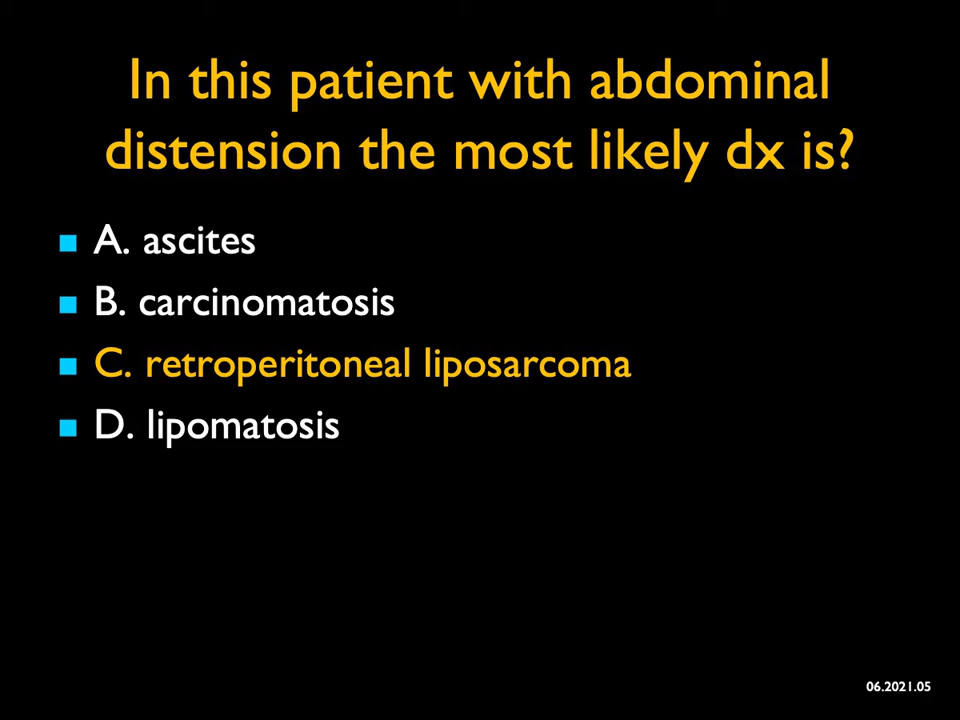 In this patient with abdominal
distension the most likely dx is?
A. ascites
B. carcinomatosis
C. retroperitoneal liposarcoma
D. lipomatosis
06.2021.05